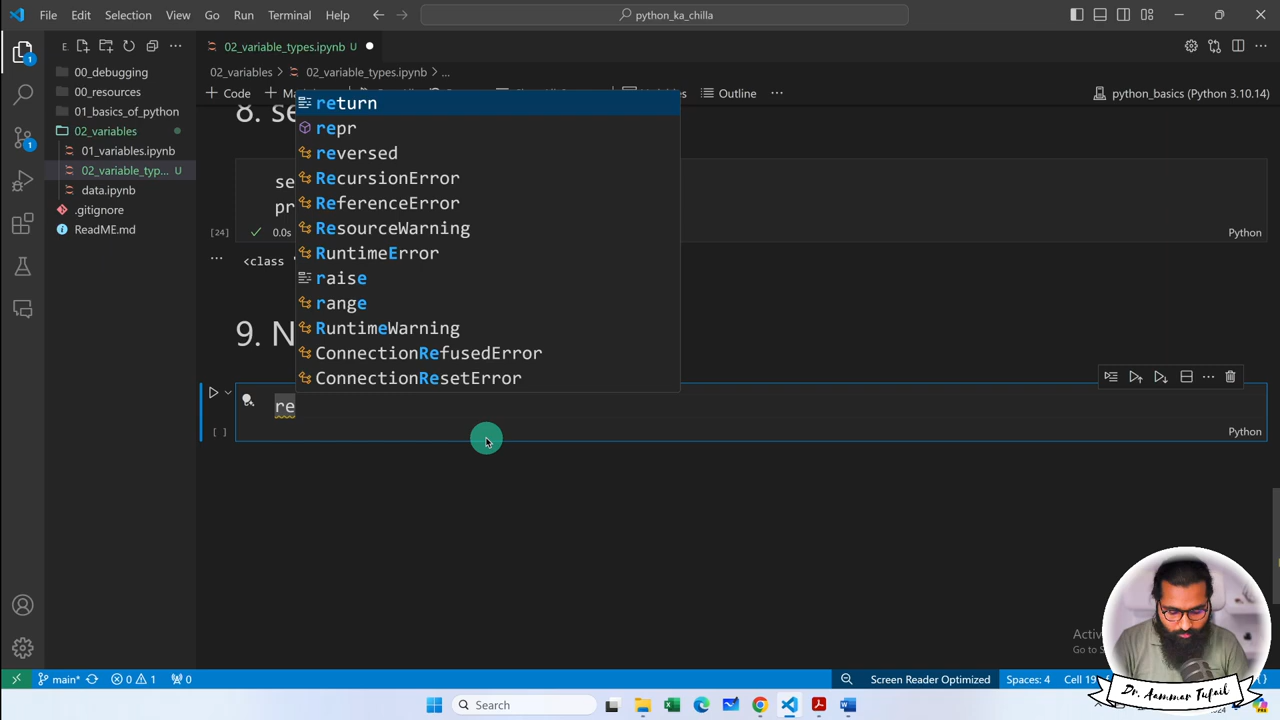 File Edit Selection View Go Run Terminal Help
python_ka_chilla
E
02_variable_types.ipynb U
02_variables > 02_variable_types.ipynb > ...
+ Code +
Outline ...
python_basics (Python 3.10.14)
00_debugging
00_resources
01_basics_of_python
02_variables
01_variables.ipynb
02_variable_typ... U
data.ipynb
.gitignore
ReadME.md
8. se
se
pr
[24]
0.0s
Python
<class
9. N
return
repr
reversed
RecursionError
ReferenceError
ResourceWarning
RuntimeError
raise
range
RuntimeWarning
ConnectionRefusedError
ConnectionResetError
re
[ ]
Python
main*
0 1
0
Screen Reader Optimized
Spaces: 4
Cell 19
Search
Dr. Aammar Tufail